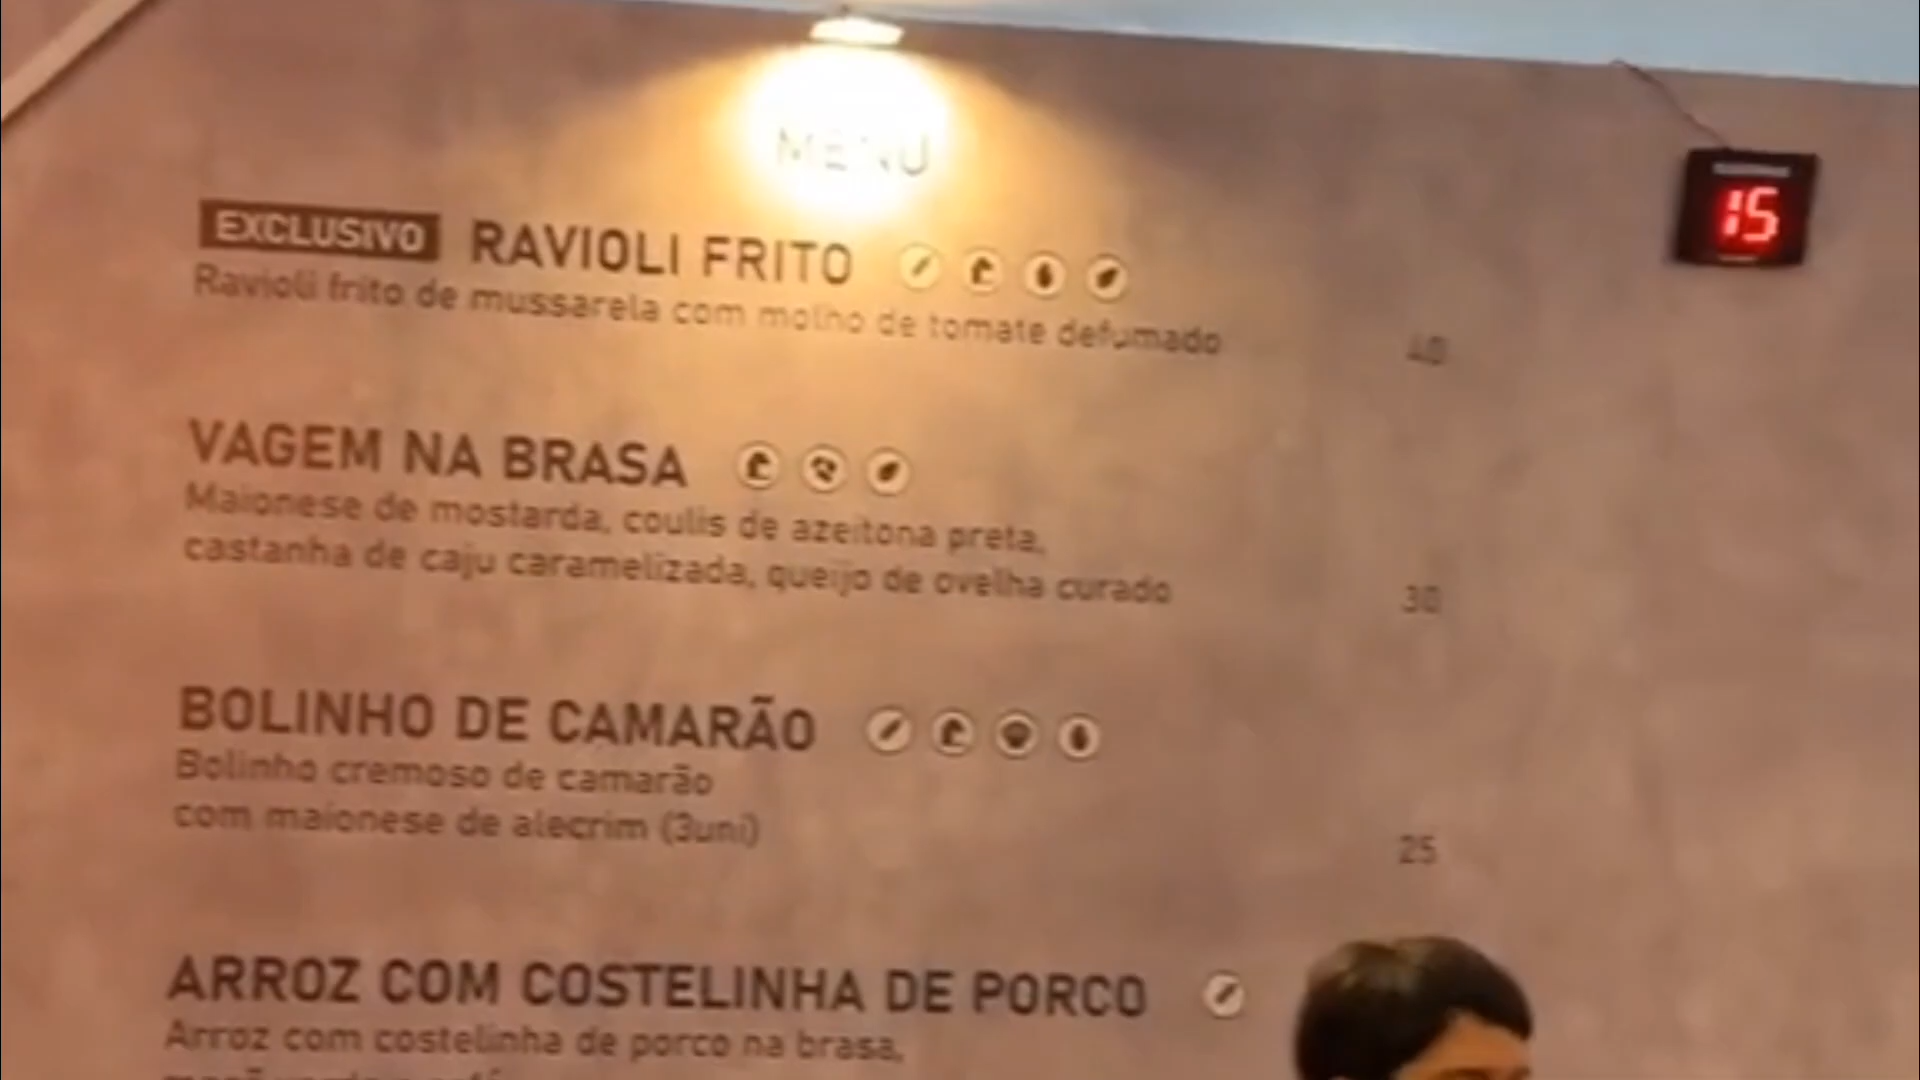 MENU
EXCLUSIVO RAVIOLI FRITO
Ravioli frito de mussarela com molho de tomate defumado
40
VAGEM NA BRASA
Maionese de mostarda, coulis de azeitona preta,
castanha de caju caramelizada, queijo de ovelha curado
30
BOLINHO DE CAMARÃO
Bolinho cremoso de camarão
com maionese de alecrim (3uni)
25
ARROZ COM COSTELINHA DE PORCO
Arroz com costelinha de porco na brasa,
15